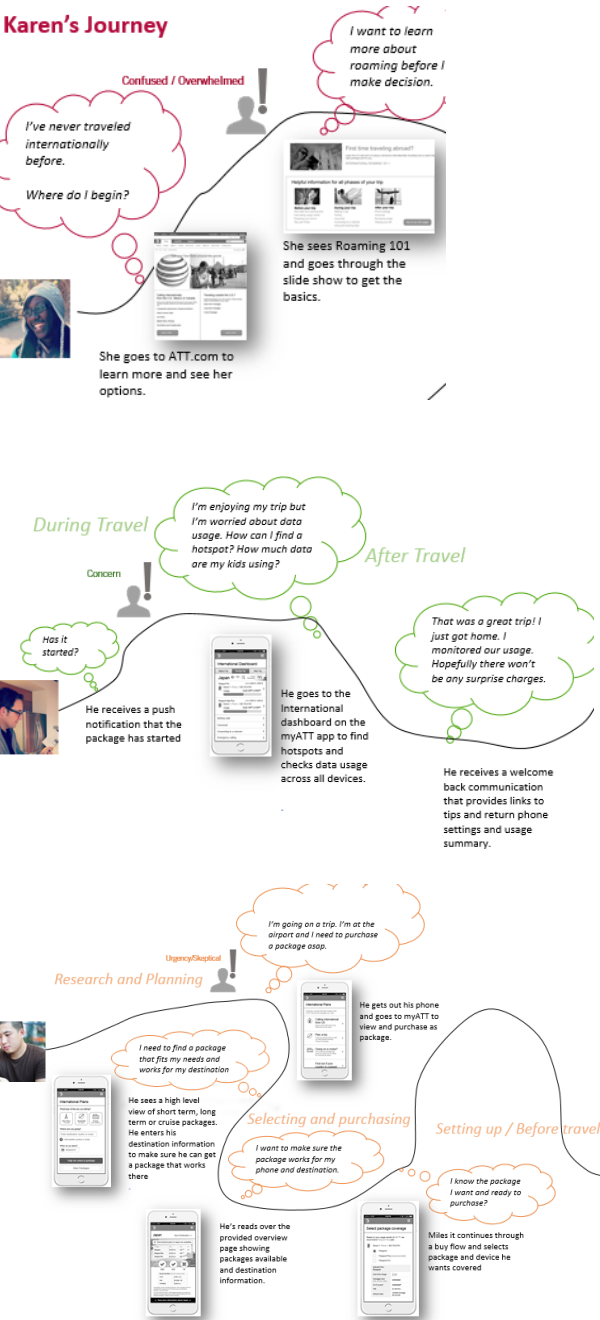 Karen's Journey
I want to learn
more about
roaming before I
make decision.
Confused / Overwhelmed
I've never traveled
internationally
before.
Where do I begin?
First time traveling abroad?
Helpful information for all phases of your trip
She sees Roaming 101
and goes through the
slide show to get the
basics.
She goes to ATT.com to
learn more and see her
options.
During Travel
I'm enjoying my trip but
I'm worried about data
usage. How can I find a
hotspot? How much data
are my kids using?
After Travel
Concern
Has it
started?
That was a great trip! I
just got home. I
monitored our usage.
Hopefully there won't
be any surprise charges.
International Dashboard
Japan
He receives a push
notification that the
package has started
He goes to the
International
dashboard on the
myATT app to find
hotspots and
checks data usage
across all devices.
.
He receives a welcome
back communication
that provides links to
tips and return phone
settings and usage
summary.
I'm going on a trip. I'm at the
airport and I need to purchase
a package asap.
Urgency/Skeptical
Research and Planning
International Plans
He gets out his phone
and goes to myATT to
view and purchase as
package.
I need to find a package
that fits my needs and
works for my destination
International Plans
He sees a high level
view of short term, long
term or cruise packages.
He enters his
destination information
to make sure he can get
a package that works
there
.
Selecting and purchasing
Setting up / Before travel
I want to make sure the
package works for my
phone and destination.
I know the package
I want and ready to
purchase?
Japan
He's reads over the
provided overview
page showing
packages available
and destination
information.
Select package coverage
Miles it continues through
a buy flow and selects
package and device he
wants covered